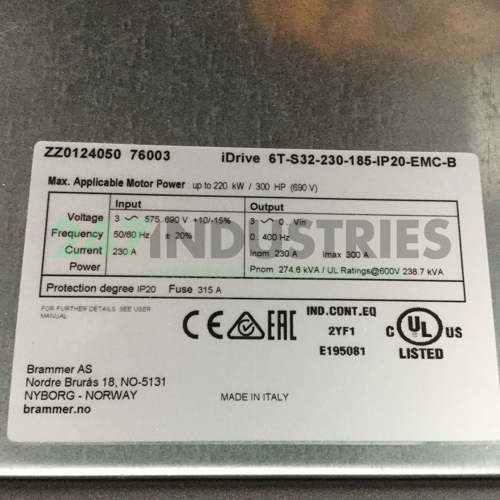 ZZ0124050 76003 iDrive 6T-S32-230-185-IP20-EMC-B
Max. Applicable Motor Power up to 220 kW / 300 HP (690 V)
Input Output
Voltage 3 ~ 575..690 V +10/-15% 3 ~ 0...Vin
Frequency 50/60 Hz ± 20% 0...400 Hz
Current 230 A Inom 230 A Imax 300 A
Power Pnom 274.6 kVA / UL Ratings@600V 238.7 kVA
Protection degree IP20 Fuse 315 A
FOR FURTHER DETAILS SEE USER
MANUAL
CE EAC
IND.CONT.EQ
2YF1
E195081
C UL US
LISTED
Brammer AS
Nordre Brurås 18, NO-5131
NYBORG - NORWAY
brammer.no
MADE IN ITALY
INDUSTRIES